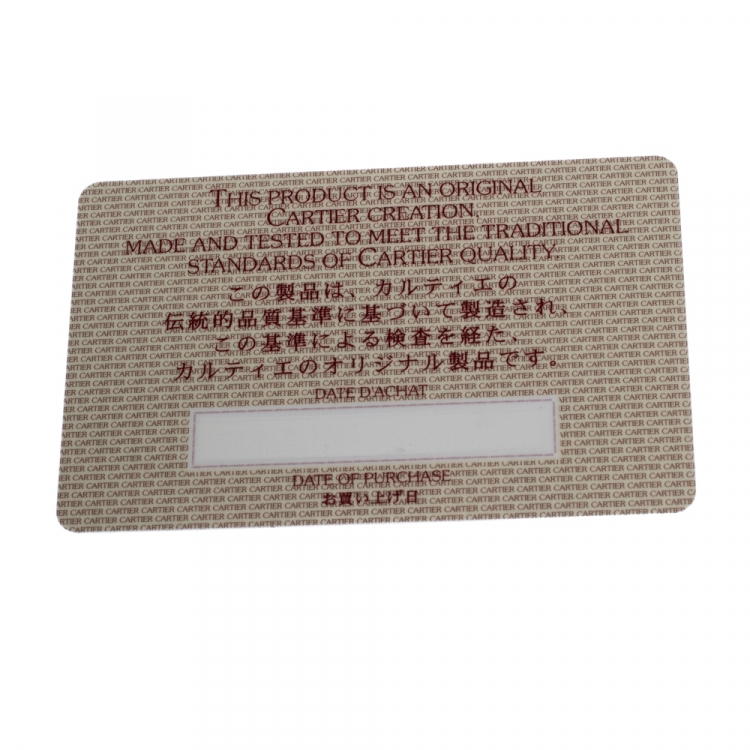 THIS PRODUCT IS AN ORIGINAL
CARTIER CREATION,
MADE AND TESTED TO MEET THE TRADITIONAL
STANDARDS OF CARTIER QUALITY.
この製品は、カルティエの
伝統的品質基準に基づいて製造され、
この基準による検査を経た、
カルティエのオリジナル製品です。
DATE D'ACHAT
DATE OF PURCHASE
お買い上げ日